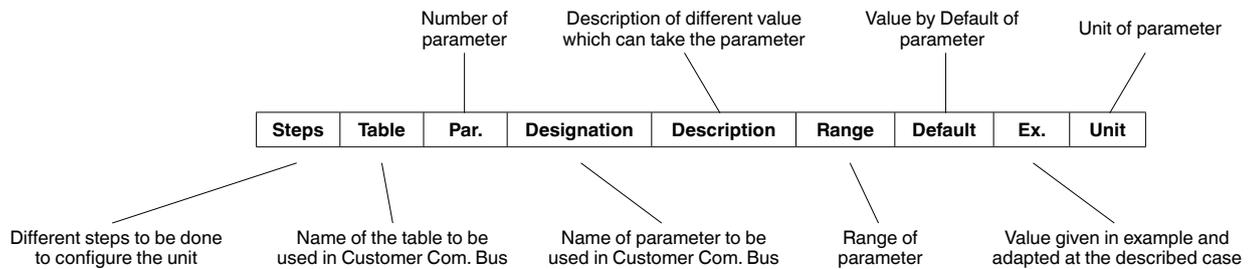 Number of
parameter
Description of different value
which can take the parameter
Value by Default of
parameter
Unit of parameter
Steps Table Par. Designation Description Range Default Ex. Unit
Different steps to be done
to configure the unit
Name of the table to be
used in Customer Com. Bus
Name of parameter to be
used in Customer Com. Bus
Range of
parameter
Value given in example and
adapted at the described case